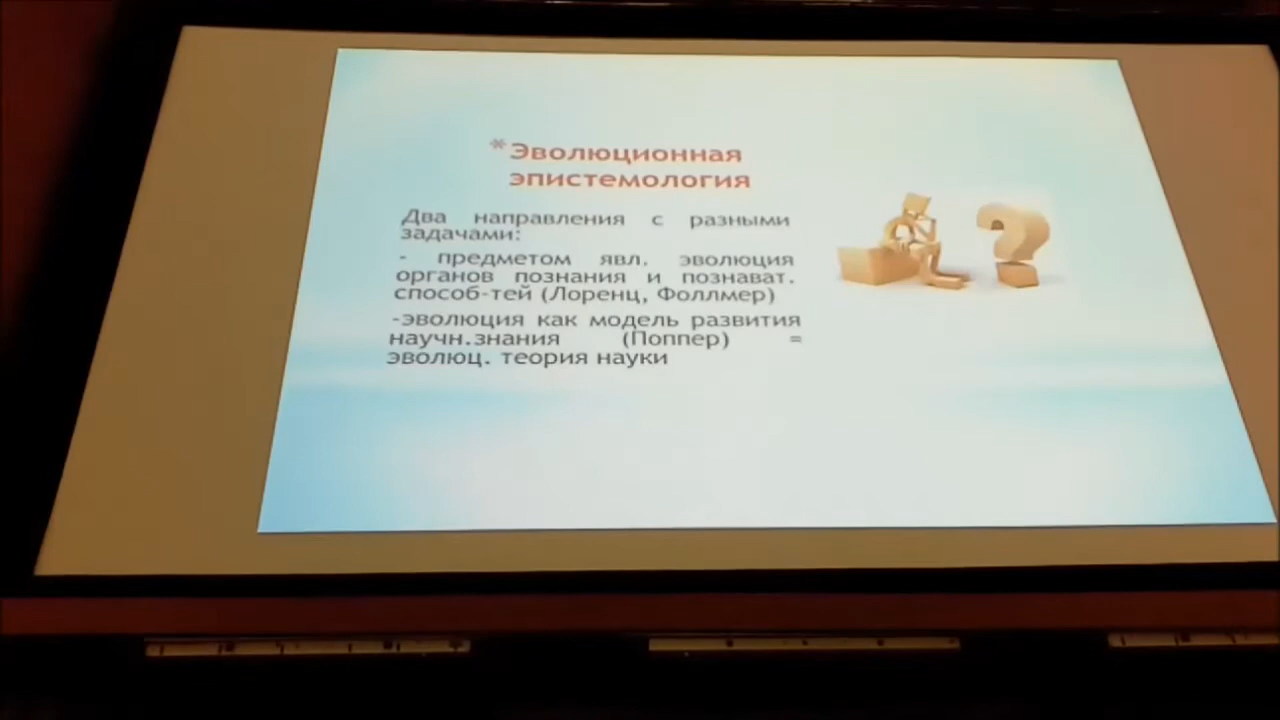 * Эволюционная
эпистемология
Два направления с разными
задачами:
- предметом явл. эволюция
органов познания и познават.
способ-тей (Лоренц, Фоллмер)
-эволюция как модель развития
научн.знания (Поппер) =
эволюц. теория науки
?